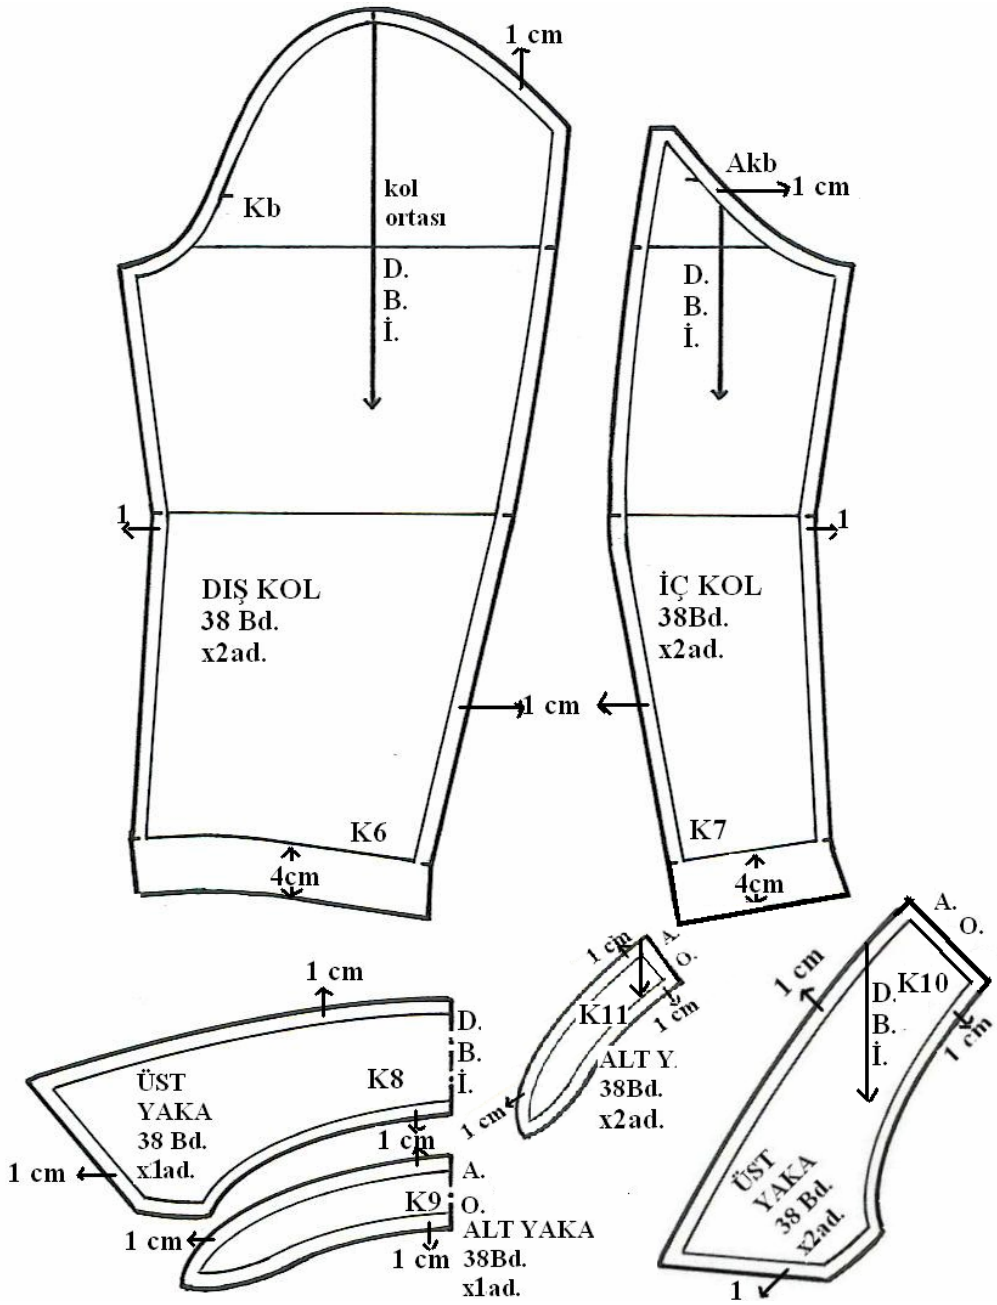 1 cm
Kb
kol
ortası
D.
B.
İ.
1
DIŞ KOL
38 Bd.
x2ad.
1 cm
K6
4cm
Akb
1 cm
D.
B.
İ.
1
İÇ KOL
38Bd.
x2ad.
K7
4cm
1 cm
D.
B.
İ.
K8
ÜST
YAKA
38 Bd.
x1ad.
1 cm
1 cm
A.
O.
K9
1 cm
1 cm
ALT YAKA
38Bd.
x1ad.
1 cm
A.
O.
K11
1 cm
ALT Y.
38Bd.
x2ad.
1 cm
A.
O.
1 cm
K10
D.
B.
İ.
1 cm
ÜST
YAKA
38 Bd.
x2ad.
1